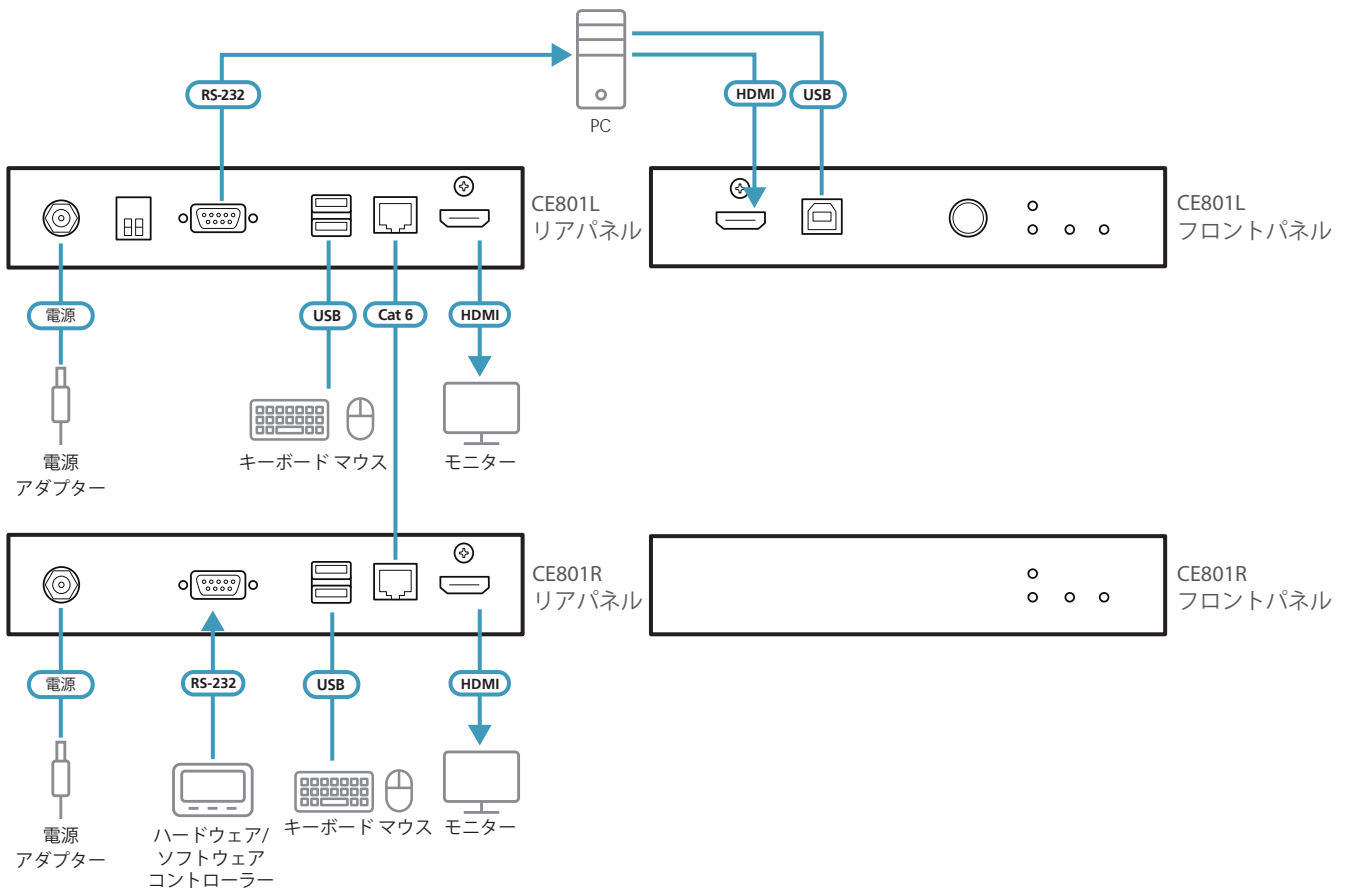 RS-232
HDMI
USB
PC
CE801L
リアパネル
CE801L
フロントパネル
電源
USB
Cat 6
HDMI
電源
アダプター
キーボード マウス
モニター
CE801R
リアパネル
CE801R
フロントパネル
電源
RS-232
USB
HDMI
電源
アダプター
ハードウェア/
ソフトウェア
コントローラー
キーボード マウス
モニター